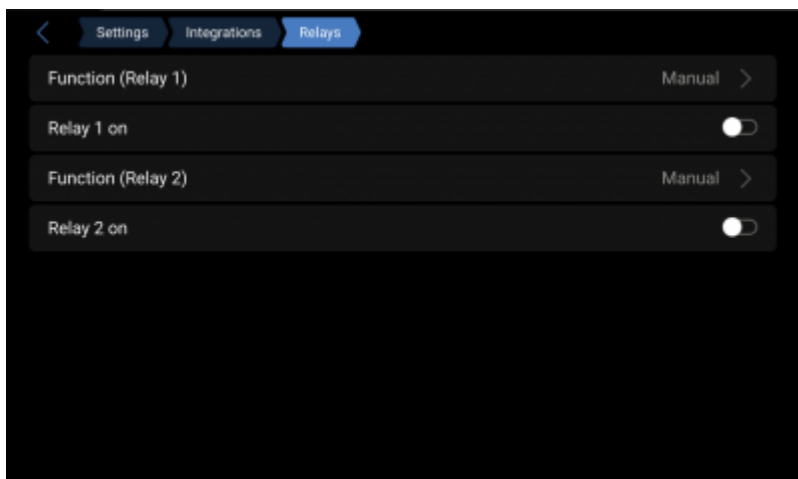 Settings Integrations Relays
Function (Relay 1) Manual
Relay 1 on
Function (Relay 2) Manual
Relay 2 on